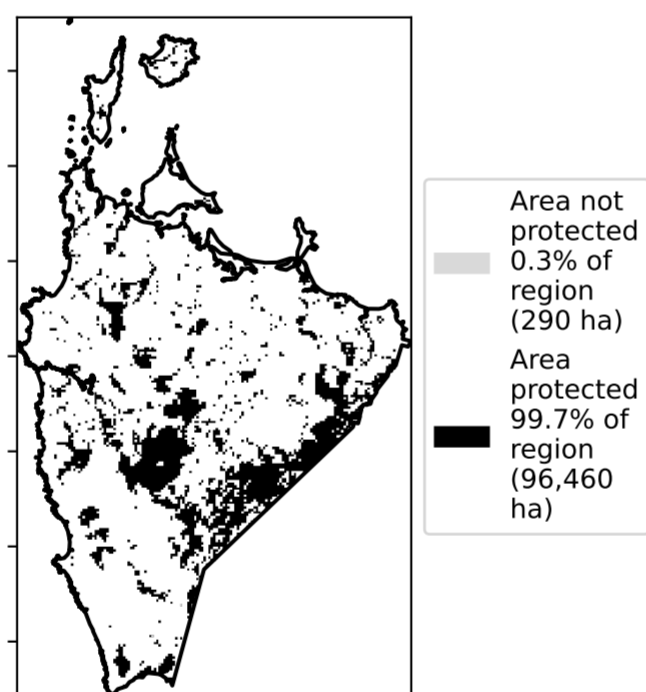 Area not
protected
0.3% of
region
(290 ha)
Area
protected
99.7% of
region
(96,460
ha)